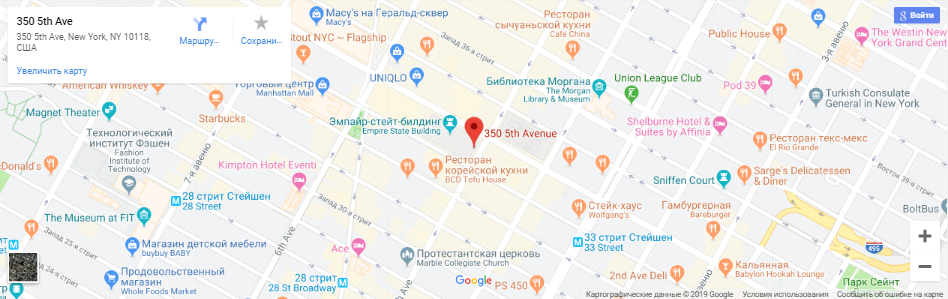 350 5th Ave
350 5th Ave, New York, NY 10118,
США
Маршру...
Сохрани...
Увеличить карту
Войти
Macy's на Геральд-сквер
Macy's
Ресторан
сычуаньской кухни
Café China
Stout NYC ~ Flagship
Запад 36-я стрит
Public House
3-я авеню
The Westin New
York Grand Central
UNIQLO
Торговый центр
Manhattan Mall
American Whiskey
Библиотека Моргана
The Morgan
Library & Museum
Union League Club
Pod 39
Turkish Consulate
General in New York
Magnet Theater
Starbucks
Эмпайр-стейт-билдинг
Empire State Building
350 5th Avenue
Shelburne Hotel &
Suites by Affinia
Технологический
институт Фэшен
Fashion
Institute of
Technology
7-я авеню
Ресторан текс-мекс
El Rio Grande
McDonald's
Kimpton Hotel Eventi
Ресторан
корейской кухни
BCD Tofu House
Sniffen Court
Sarge's Delicatessen
& Diner
Восток 39-я стрит
28 стрит Стейшен
28 Street
Запад 30-я стрит
Стейк-хаус
Wolfgang's
Гамбургерная
Bareburger
BoltBus
The Museum at FIT
6th Ave
Запад 24-я стрит
Магазин детской мебели
buybuy BABY
Ace
33 стрит Стейшен
33 Street
495
Протестантская церковь
Marble Collegiate Church
Продовольственный
магазин
Whole Foods Market
28 стрит Стейшен
28 St Broadway
Google
PS 450
2nd Ave Deli
Кальянная
Babylon Hookah Lounge
Парк Сейнт
Картографические данные © 2019 Google
Условия использования
Сообщить об ошибке на карте